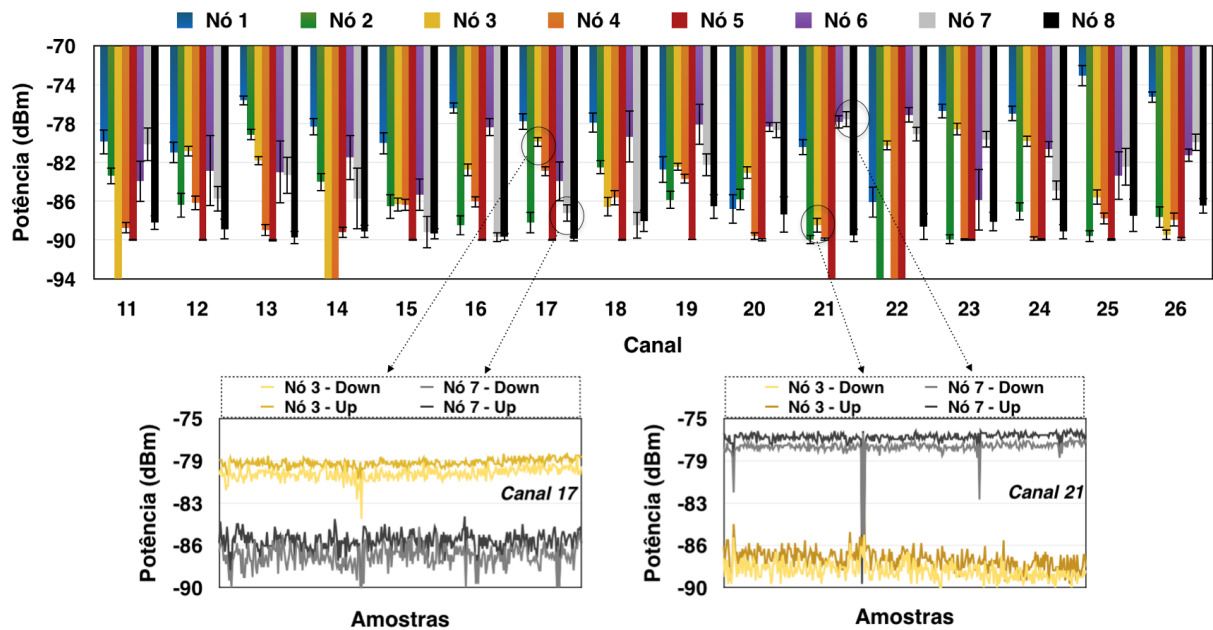 Nó 1 Nó 2 Nó 3 Nó 4 Nó 5 Nó 6 Nó 7 Nó 8
Potência (dBm)
-70
-74
-78
-82
-86
-90
-94
11 12 13 14 15 16 17 18 19 20 21 22 23 24 25 26
Canal
Nó 3 - Down Nó 7 - Down
Nó 3 - Up Nó 7 - Up
Potência (dBm)
-75
-79
-83
-86
-90
Canal 17
Amostras
Nó 3 - Down Nó 7 - Down
Nó 3 - Up Nó 7 - Up
Potência (dBm)
-75
-79
-83
-86
-90
Canal 21
Amostras